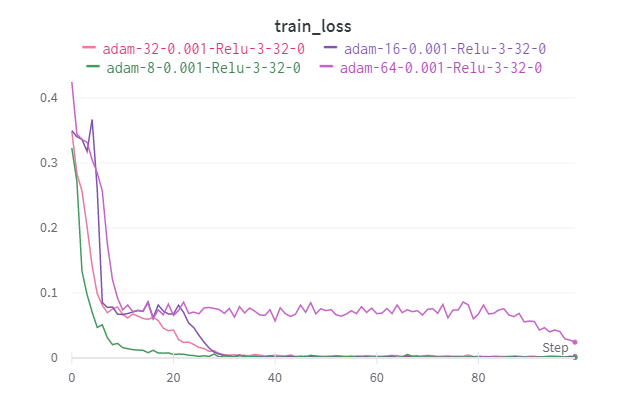 train_loss
adam-32-0.001-Relu-3-32-0 adam-16-0.001-Relu-3-32-0
adam-8-0.001-Relu-3-32-0 adam-64-0.001-Relu-3-32-0
0.4
0.3
0.2
0.1
Step
0
0 20 40 60 80